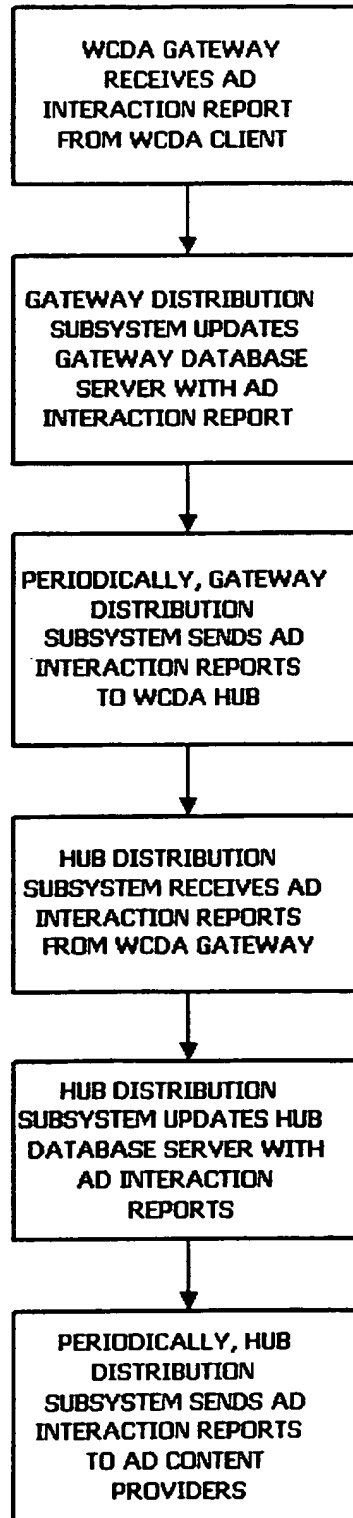 WCDA GATEWAY
RECEIVES AD
INTERACTION REPORT
FROM WCDA CLIENT
GATEWAY DISTRIBUTION
SUBSYSTEM UPDATES
GATEWAY DATABASE
SERVER WITH AD
INTERACTION REPORT
PERIODICALLY, GATEWAY
DISTRIBUTION
SUBSYSTEM SENDS AD
INTERACTION REPORTS
TO WCDA HUB
HUB DISTRIBUTION
SUBSYSTEM RECEIVES AD
INTERACTION REPORTS
FROM WCDA GATEWAY
HUB DISTRIBUTION
SUBSYSTEM UPDATES HUB
DATABASE SERVER WITH
AD INTERACTION
REPORTS
PERIODICALLY, HUB
DISTRIBUTION
SUBSYSTEM SENDS AD
INTERACTION REPORTS
TO AD CONTENT
PROVIDERS